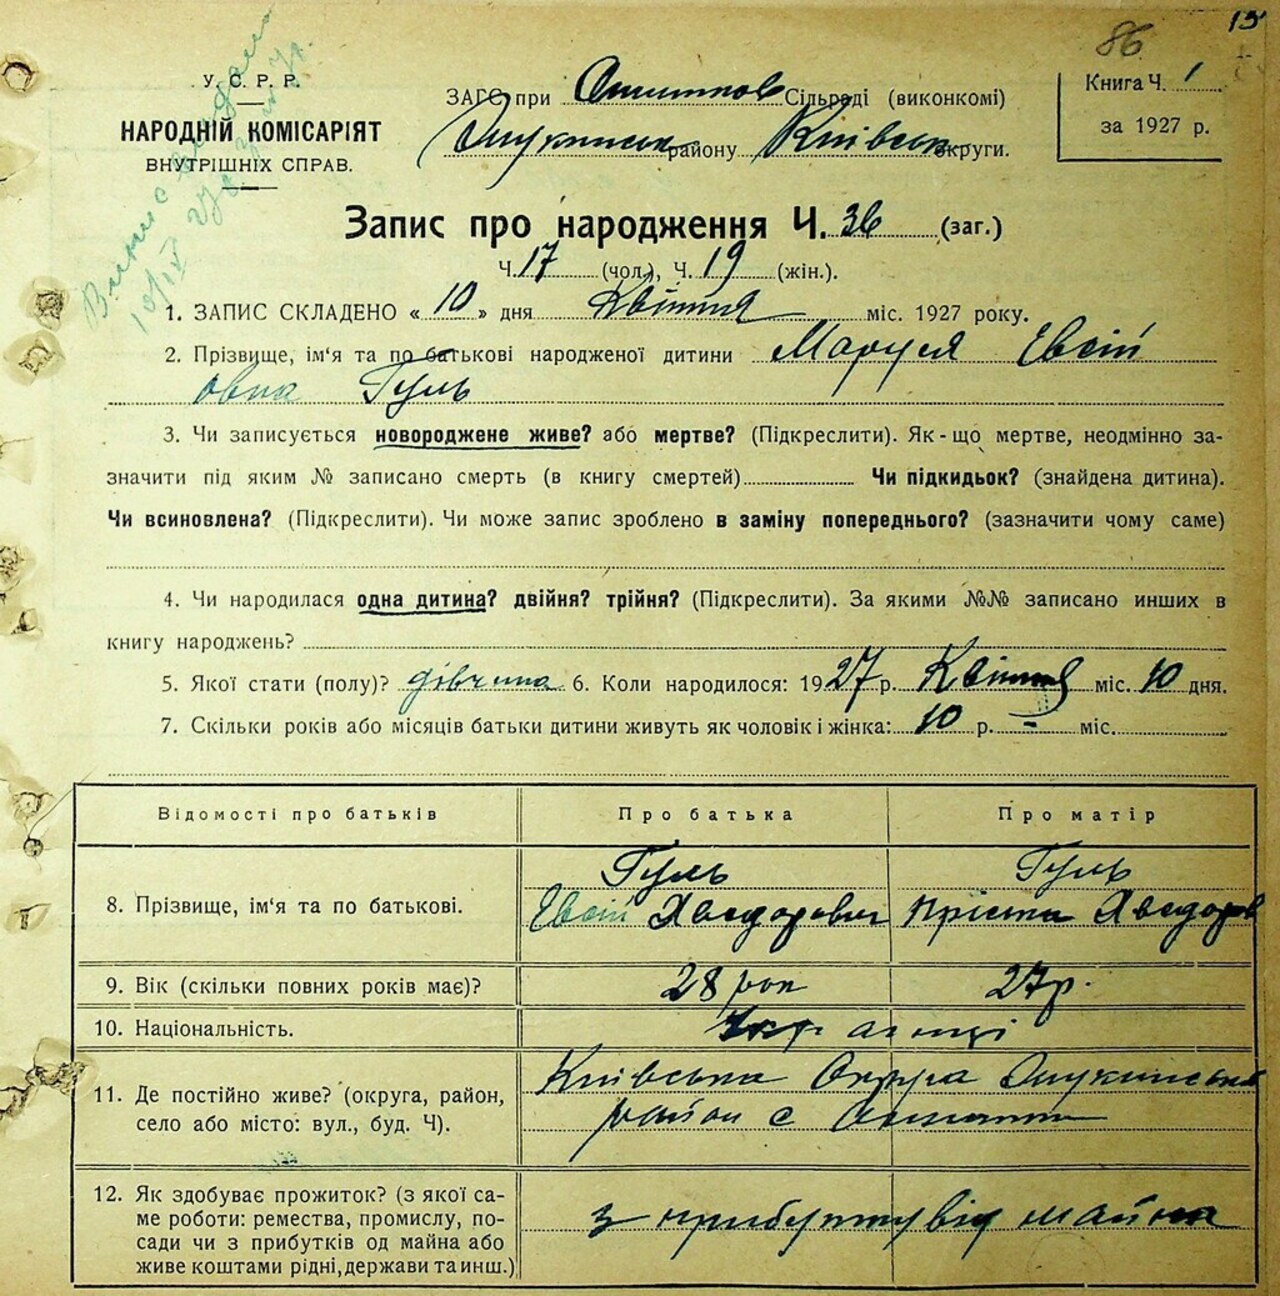 15
86
У. С. Р. Р.
НАРОДНІЙ КОМІСАРІЯТ
ВНУТРІШНІХ СПРАВ.
ЗАГС при Сільраді (виконкомі)
району Київськ округи.
Книга Ч. 1
за 1927 р.
Запис про народження Ч. 36 (заг.)
Ч. 17 (чол.), Ч. 19 (жін.).
1. ЗАПИС СКЛАДЕНО « 10 » дня Квітня міс. 1927 року.
2. Прізвище, ім‘я та по батькові народженої дитини Маруся Євсій
овна Гуль
3. Чи записується новороджене живе? або мертве? (Підкреслити). Як-що мертве, неодмінно за-
значити під яким № записано смерть (в книгу смертей) Чи підкидьок? (знайдена дитина).
Чи всиновлена? (Підкреслити). Чи може запис зроблено в заміну попереднього? (зазначити чому саме)
4. Чи народилася одна дитина? двійня? трійня? (Підкреслити). За якими №№ записано инших в
книгу народжень?
5. Якої стати (полу)? дівчина 6. Коли народилося: 1927 р. Квітня міс. 10 дня.
7. Скільки років або місяців батьки дитини живуть як чоловік і жінка: 10 р. - міс.
Відомості про батьків Про батька Про матір
Гуль Гуль
8. Прізвище, ім‘я та по батькові. Євсій Хведорович Пріська Хведоров
9. Вік (скільки повних років має)? 28 рок 27 р.
10. Національність. Украінці
11. Де постійно живе? (округа, район, село або місто: вул., буд. Ч).
Київська Округа
район с
12. Як здобуває прожиток? (з якої са-
ме роботи: ремества, промислу, по-
сади чи з прибутків од майна або
живе коштами рідні, держави та инш.)
з прибутку від майна